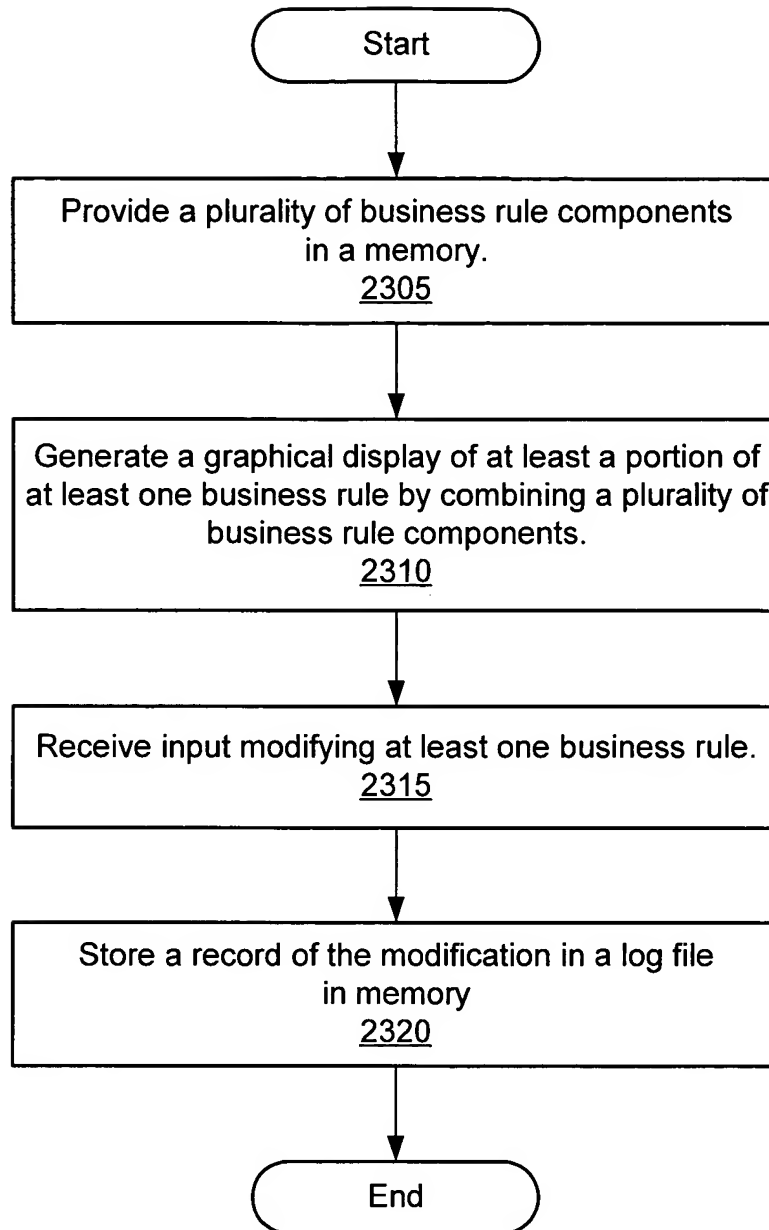 Start
Provide a plurality of business rule components
in a memory.
2305
Generate a graphical display of at least a portion of
at least one business rule by combining a plurality of
business rule components.
2310
Receive input modifying at least one business rule.
2315
Store a record of the modification in a log file
in memory
2320
End